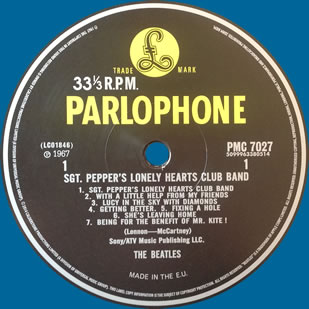 £
TRADE MARK
33⅓ R.P.M.
PARLOPHONE
(LC01846)
℗ 1967
1
PMC 7027
5099963380514
1
SGT. PEPPER'S LONELY HEARTS CLUB BAND
1. SGT. PEPPER'S LONELY HEARTS CLUB BAND
2. WITH A LITTLE HELP FROM MY FRIENDS
3. LUCY IN THE SKY WITH DIAMONDS
4. GETTING BETTER. 5. FIXING A HOLE
6. SHE'S LEAVING HOME
7. BEING FOR THE BENEFIT OF MR. KITE !
(Lennon—McCartney)
Sony/ATV Music Publishing LLC.
THE BEATLES
MADE IN THE E.U.